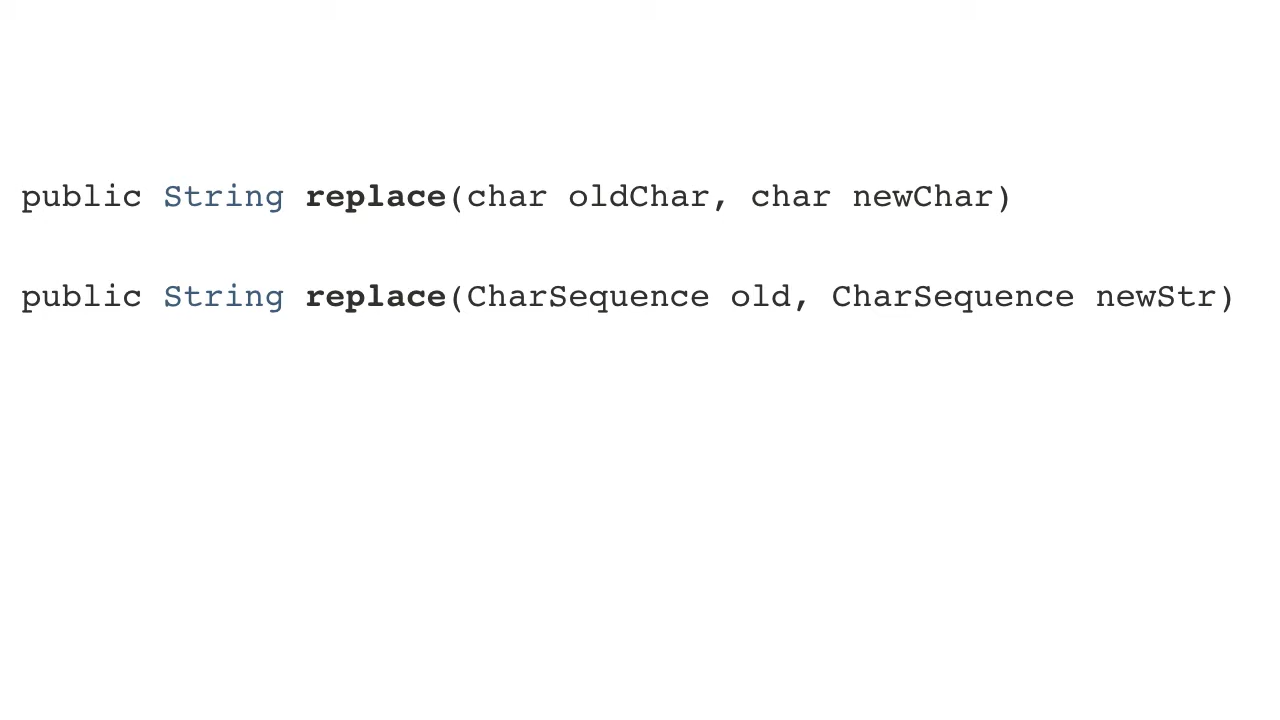 public String replace(char oldChar, char newChar)
public String replace(CharSequence old, CharSequence newStr)